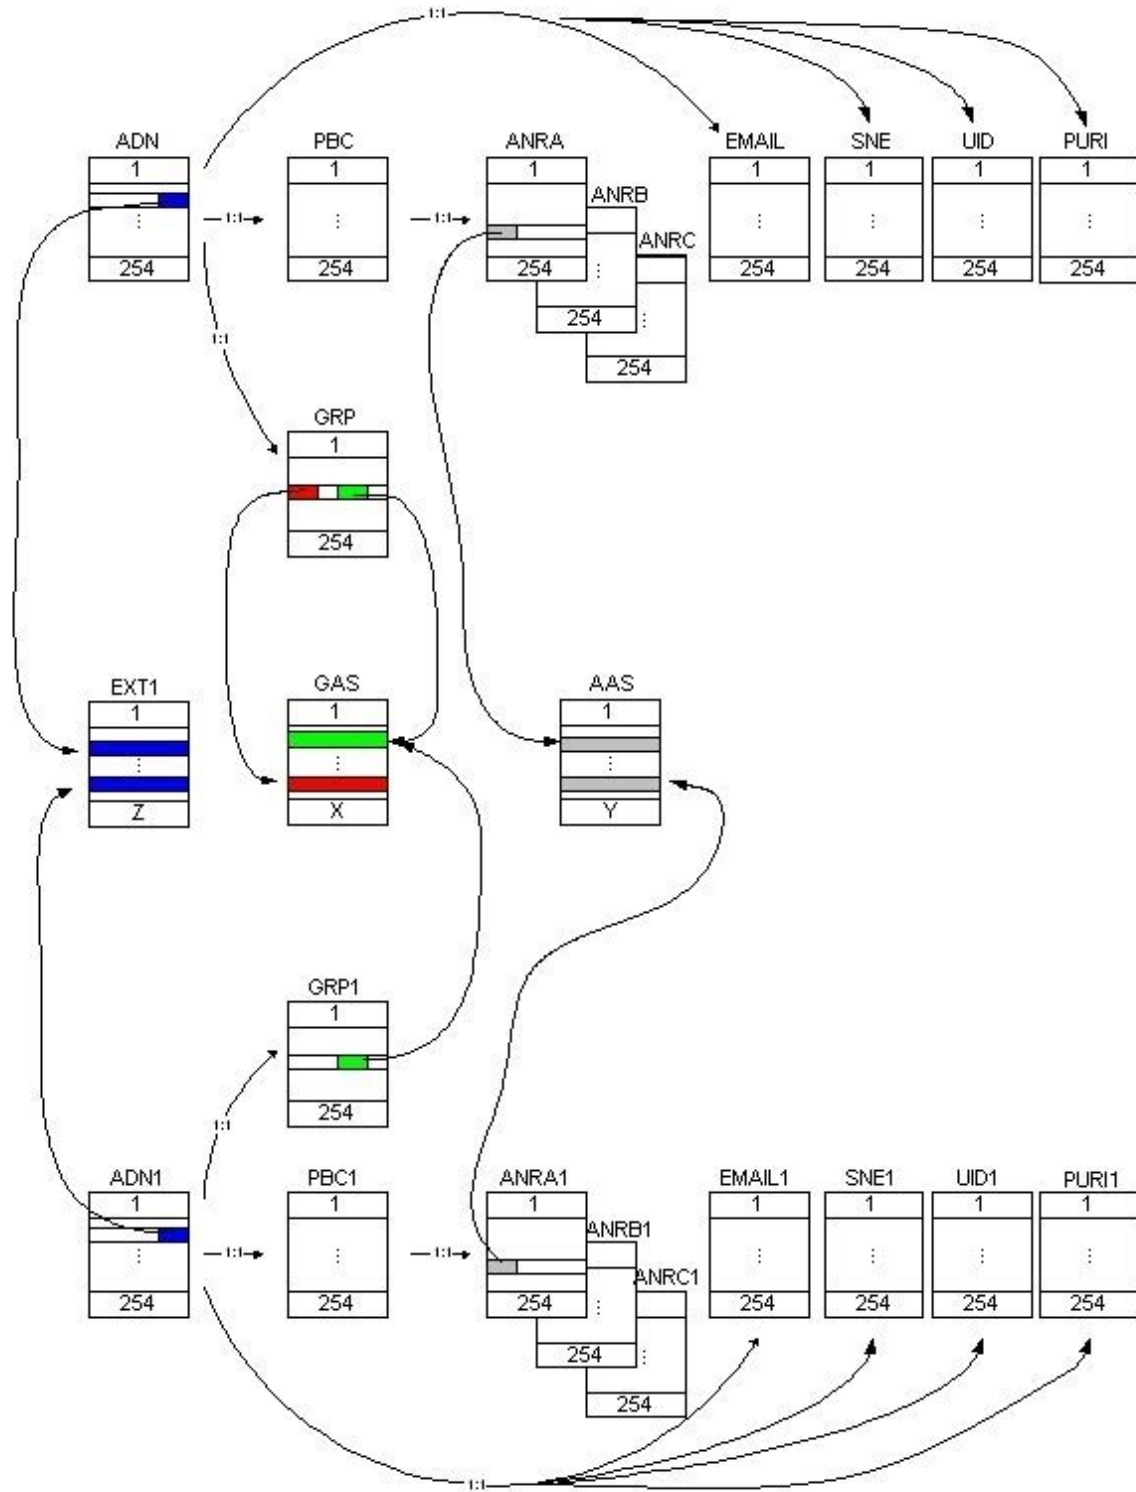 1:1
ADN PBC ANRA EMAIL SNE UID PURI
1 1 1 1 1 1 1
ANRB
⋮ 1:1 ⋮ 1:1 ⋮ ⋮ ⋮ ⋮
ANRC
254 254 254 ⋮ 254 254 254 254
254 ⋮
1:1
254
GRP
1
254
EXT1 GAS AAS
1 1 1
⋮ ⋮ ⋮
Z X Y
GRP1
1
254
1:1
ADN1 PBC1 ANRA1 EMAIL1 SNE1 UID1 PURI1
1 1 1 1 1 1 1
ANRB1
⋮ 1:1 ⋮ 1:1 ⋮ ⋮ ⋮ ⋮
ANRC1
254 254 254 ⋮ 254 254 254 254
254 ⋮
254
1:1